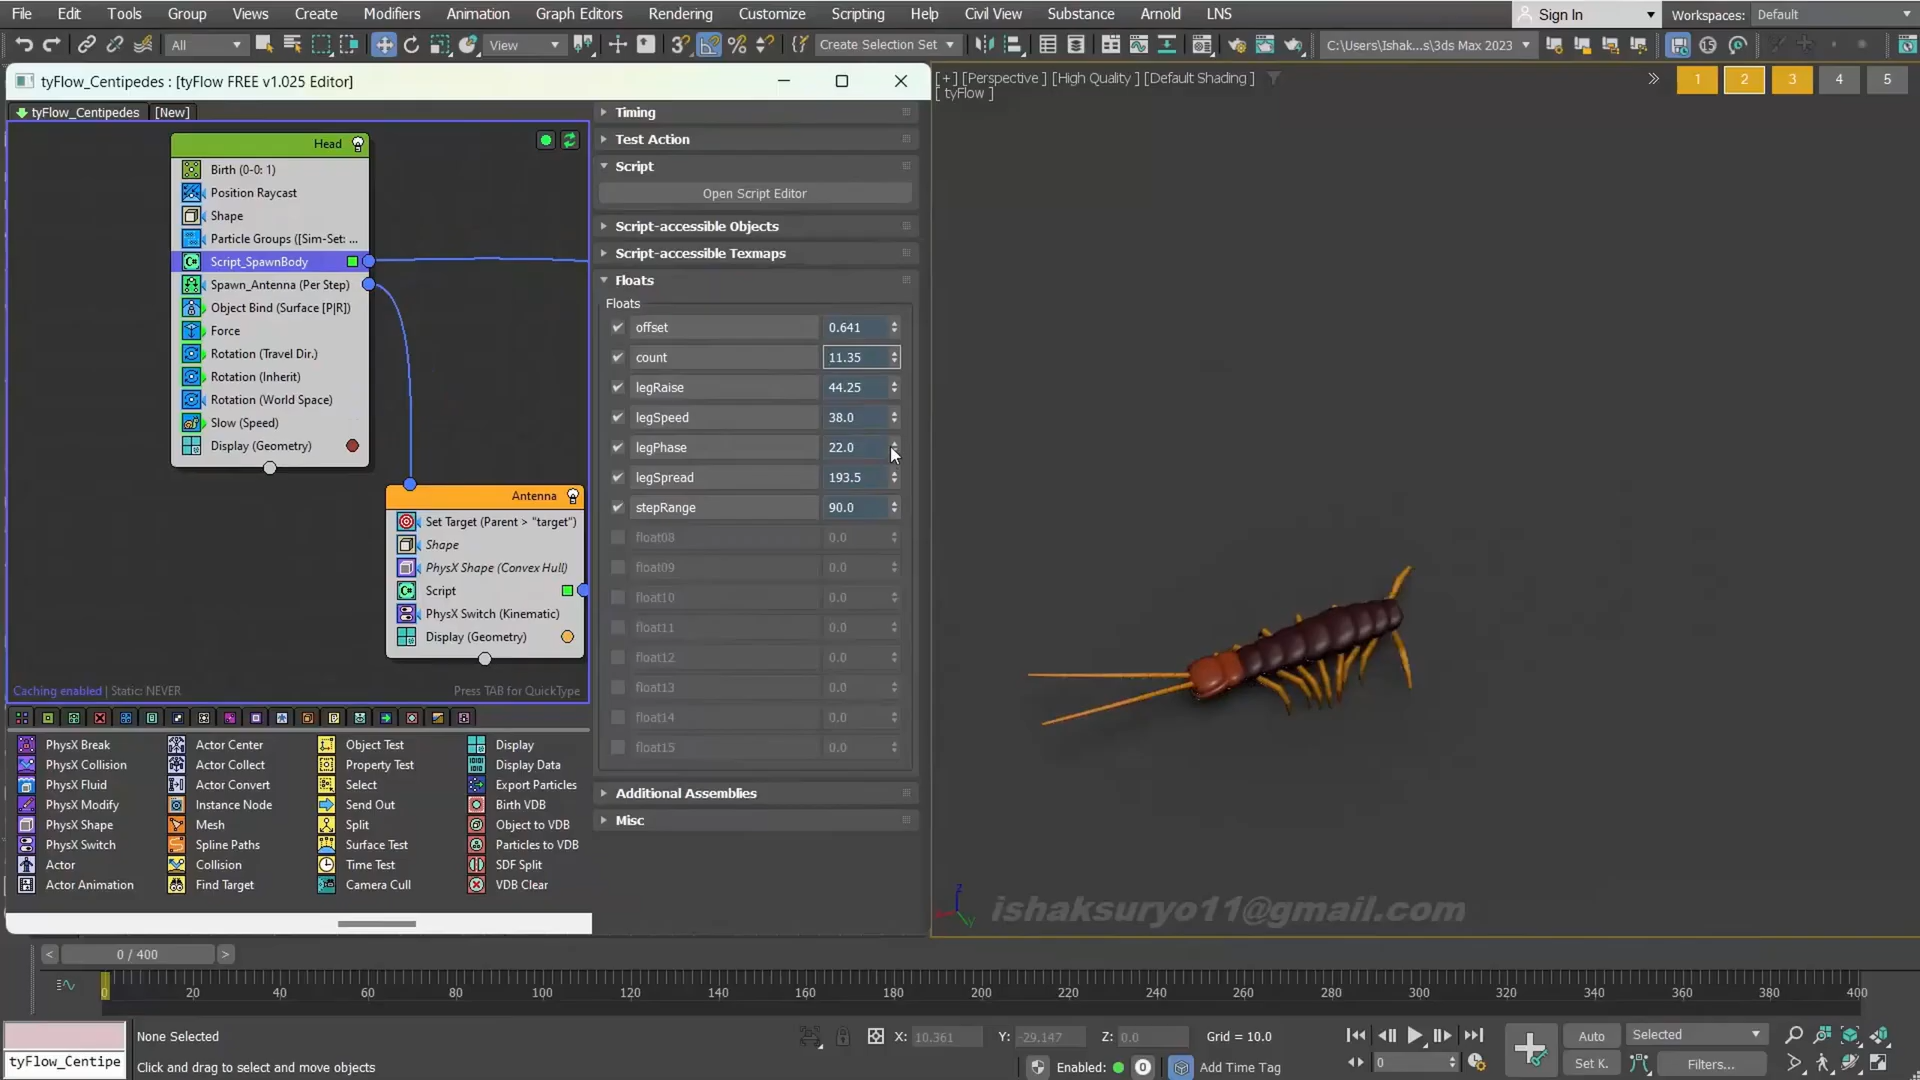 File Edit Tools Group Views Create Modifiers Animation Graph Editors Rendering Customize Scripting Help Civil View Substance Arnold LNS Sign In Workspaces: Default
All View Create Selection Set C:\Users\Ishak...s\3ds Max 2023
tyFlow_Centipedes : [tyFlow FREE v1.025 Editor]
tyFlow_Centipedes [New]
Head
Birth (0-0: 1)
Position Raycast
Shape
Particle Groups ([Sim-Set: ...
Script_SpawnBody
Spawn_Antenna (Per Step)
Object Bind (Surface [P|R])
Force
Rotation (Travel Dir.)
Rotation (Inherit)
Rotation (World Space)
Slow (Speed)
Display (Geometry)
Antenna
Set Target (Parent > "target")
Shape
PhysX Shape (Convex Hull)
Script
PhysX Switch (Kinematic)
Display (Geometry)
Caching enabled | Static: NEVER
Press TAB for QuickType
PhysX Break Actor Center Object Test Display
PhysX Collision Actor Collect Property Test Display Data
PhysX Fluid Actor Convert Select Export Particles
PhysX Modify Instance Node Send Out Birth VDB
PhysX Shape Mesh Split Object to VDB
PhysX Switch Spline Paths Surface Test Particles to VDB
Actor Collision Time Test SDF Split
Actor Animation Find Target Camera Cull VDB Clear
Timing
Test Action
Script
Open Script Editor
Script-accessible Objects
Script-accessible Texmaps
Floats
Floats
offset 0.641
count 11.35
legRaise 44.25
legSpeed 38.0
legPhase 22.0
legSpread 193.5
stepRange 90.0
float08 0.0
float09 0.0
float10 0.0
float11 0.0
float12 0.0
float13 0.0
float14 0.0
float15 0.0
Additional Assemblies
Misc
[+] [Perspective ] [High Quality ] [Default Shading ]
[ tyFlow ]
1 2 3 4 5
z
y
ishaksuryo11@gmail.com
< 0 / 400 >
0 20 40 60 80 100 120 140 160 180 200 220 240 260 280 300 320 340 360 380 400
None Selected X: 10.361 Y: -29.147 Z: 0.0 Grid = 10.0 Auto Selected
tyFlow_Centipe Click and drag to select and move objects Enabled: 0 Add Time Tag 0 Set K. Filters...